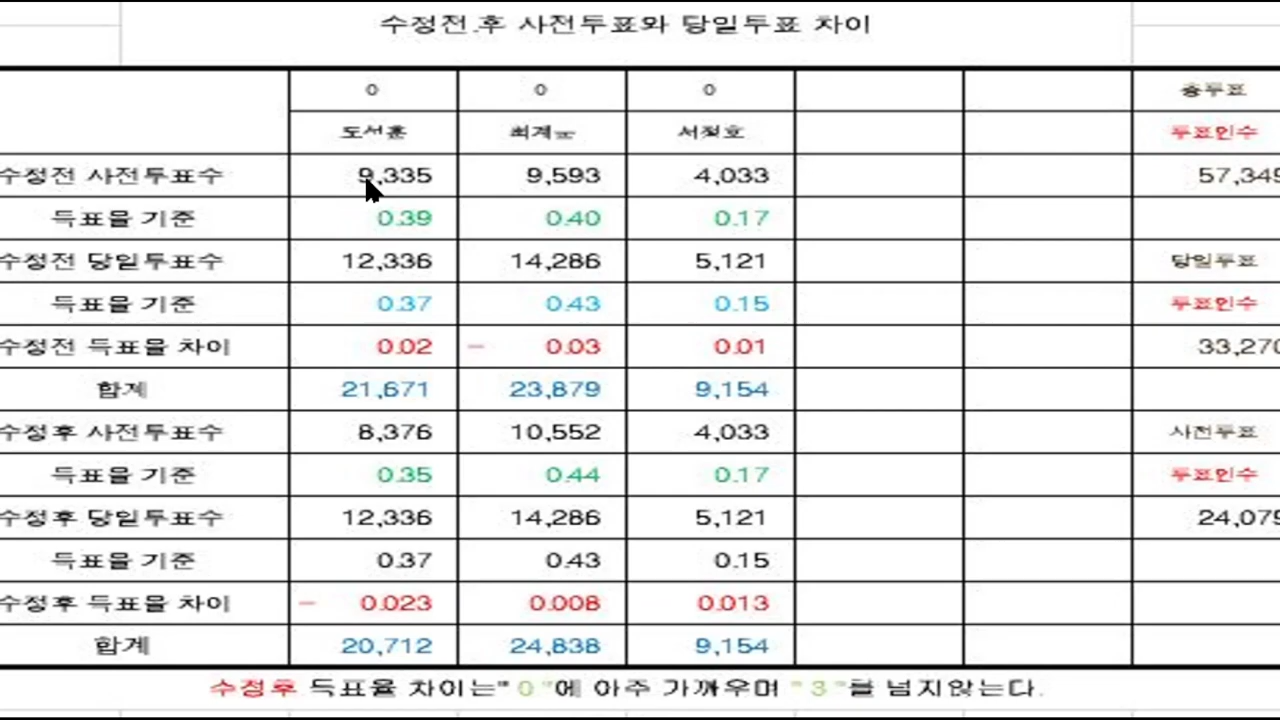 수정전.후 사전투표와 당일투표 차이
0 0 0 총투표
도성훈 최계운 서정호 투표인수
수정전 사전투표수 9,335 9,593 4,033 57,349
득표율 기준 0.39 0.40 0.17
수정전 당일투표수 12,336 14,286 5,121 당일투표
득표율 기준 0.37 0.43 0.15 투표인수
수정전 득표율 차이 0.02 - 0.03 0.01 33,270
합계 21,671 23,879 9,154
수정후 사전투표수 8,376 10,552 4,033 사전투표
득표율 기준 0.35 0.44 0.17 투표인수
수정후 당일투표수 12,336 14,286 5,121 24,079
득표율 기준 0.37 0.43 0.15
수정후 득표율 차이 - 0.023 0.008 0.013
합계 20,712 24,838 9,154
수정후 득표율 차이는"0"에 아주 가까우며 "3"를 넘지않는다.